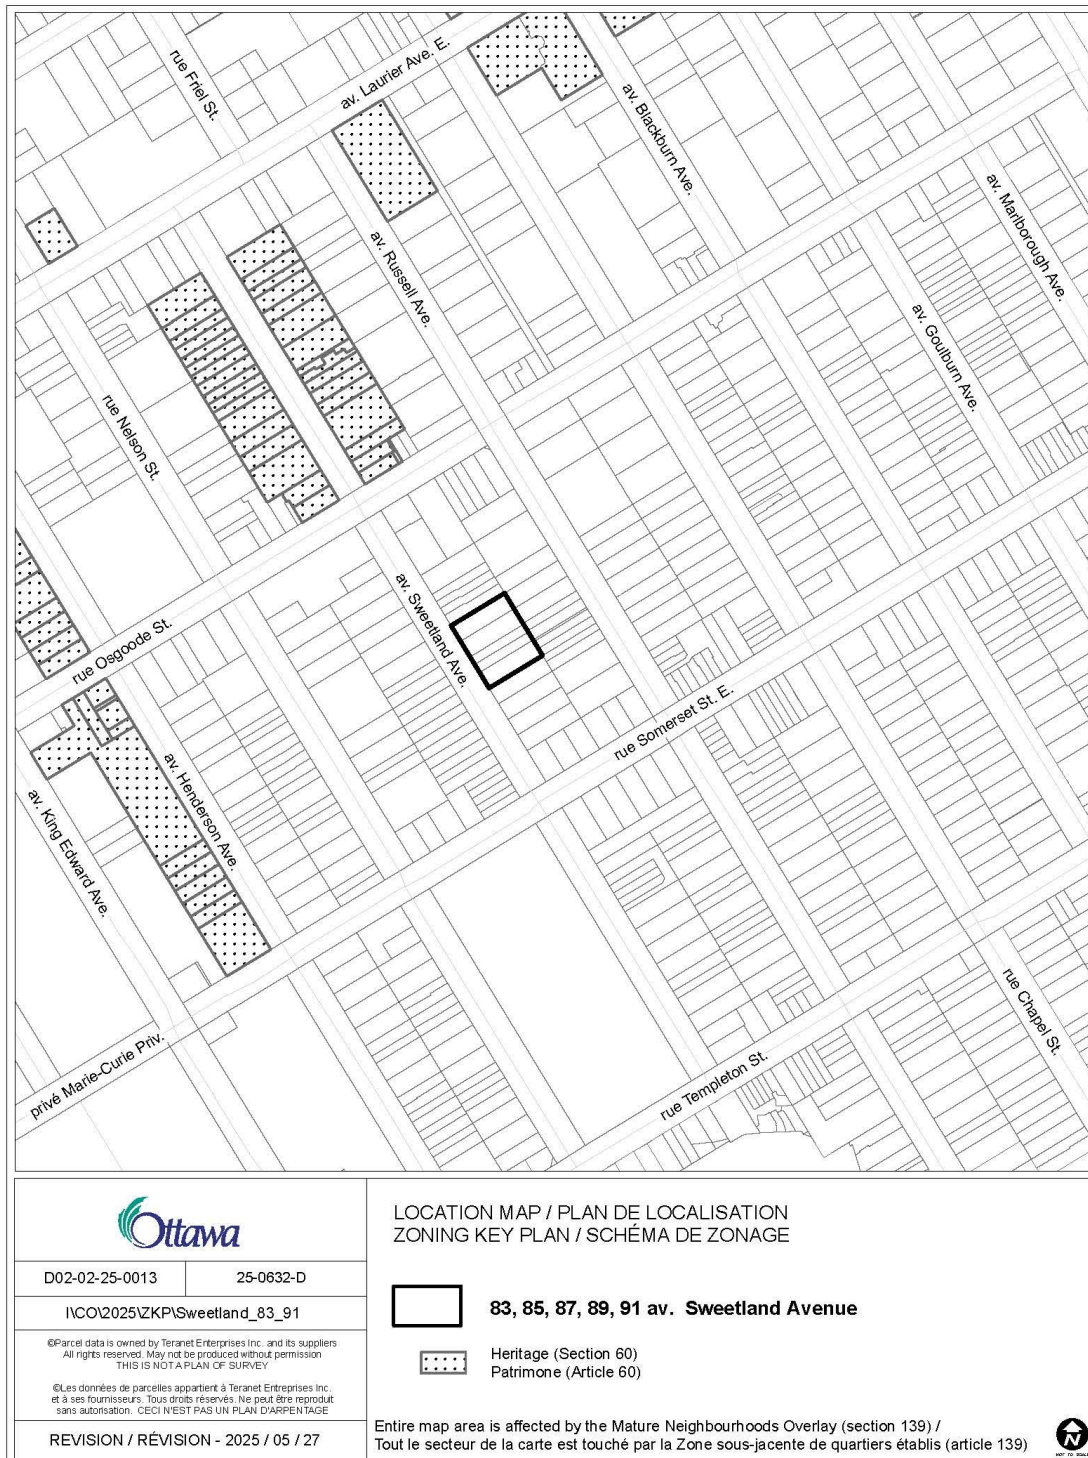 rue Friel St.
av. Laurier Ave. E.
av. Blackburn Ave.
av. Marlborough Ave.
av. Russell Ave.
av. Goulburn Ave.
rue Nelson St.
av. Sweetland Ave.
rue Osgoode St.
rue Somerset St. E.
av. Henderson Ave.
av. King Edward Ave.
rue Chapel St.
privé Marie-Curie Priv.
rue Templeton St.
Ottawa
D02-02-25-0013
25-0632-D
I\CO\2025\ZKP\Sweetland_83_91
©Parcel data is owned by Teranet Enterprises Inc. and its suppliers
All rights reserved. May not be produced without permission
THIS IS NOT A PLAN OF SURVEY
©Les données de parcelles appartient à Teranet Entreprises Inc.
et à ses fournisseurs. Tous droits réservés. Ne peut être reproduit
sans autorisation. CECI N'EST PAS UN PLAN D'ARPENTAGE
REVISION / RÉVISION - 2025 / 05 / 27
LOCATION MAP / PLAN DE LOCALISATION
ZONING KEY PLAN / SCHÉMA DE ZONAGE
83, 85, 87, 89, 91 av. Sweetland Avenue
Heritage (Section 60)
Patrimone (Article 60)
Entire map area is affected by the Mature Neighbourhoods Overlay (section 139) /
Tout le secteur de la carte est touché par la Zone sous-jacente de quartiers établis (article 139)
N
NOT TO SCALE